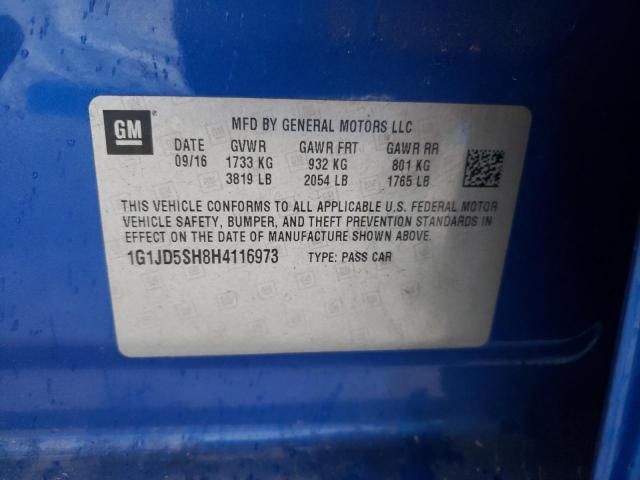 GM
MFD BY GENERAL MOTORS LLC
DATE GVWR GAWR FRT GAWR RR
09/16 1733 KG 932 KG 801 KG
3819 LB 2054 LB 1765 LB
THIS VEHICLE CONFORMS TO ALL APPLICABLE U.S. FEDERAL MOTOR
VEHICLE SAFETY, BUMPER, AND THEFT PREVENTION STANDARDS IN
EFFECT ON THE DATE OF MANUFACTURE SHOWN ABOVE.
1G1JD5SH8H4116973 TYPE: PASS CAR